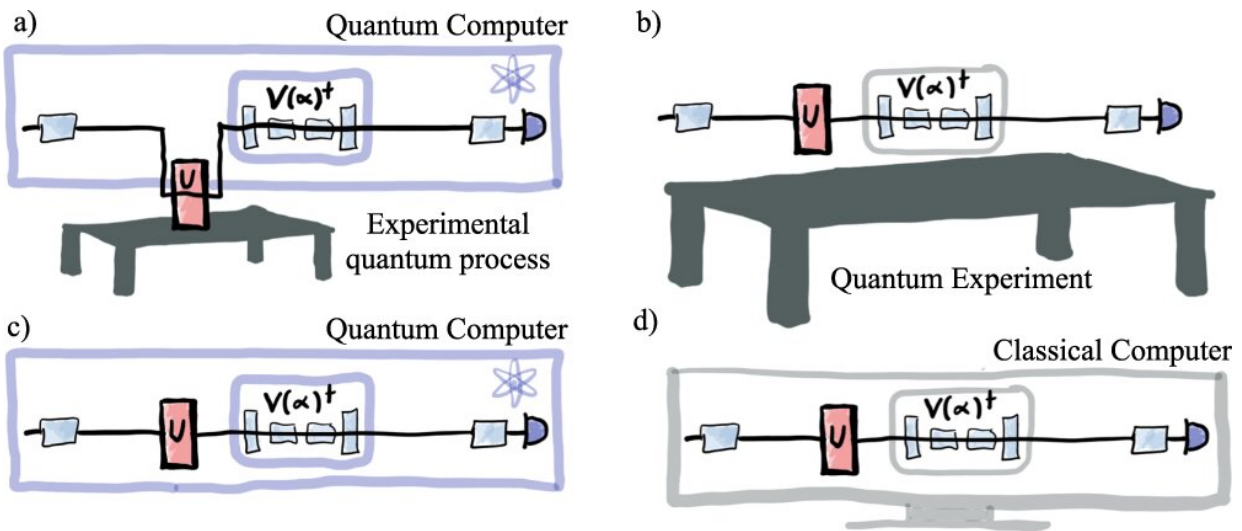 a)
Quantum Computer
V(α)†
U
Experimental
quantum process
b)
V(α)†
U
Quantum Experiment
c)
Quantum Computer
V(α)†
U
d)
Classical Computer
V(α)†
U